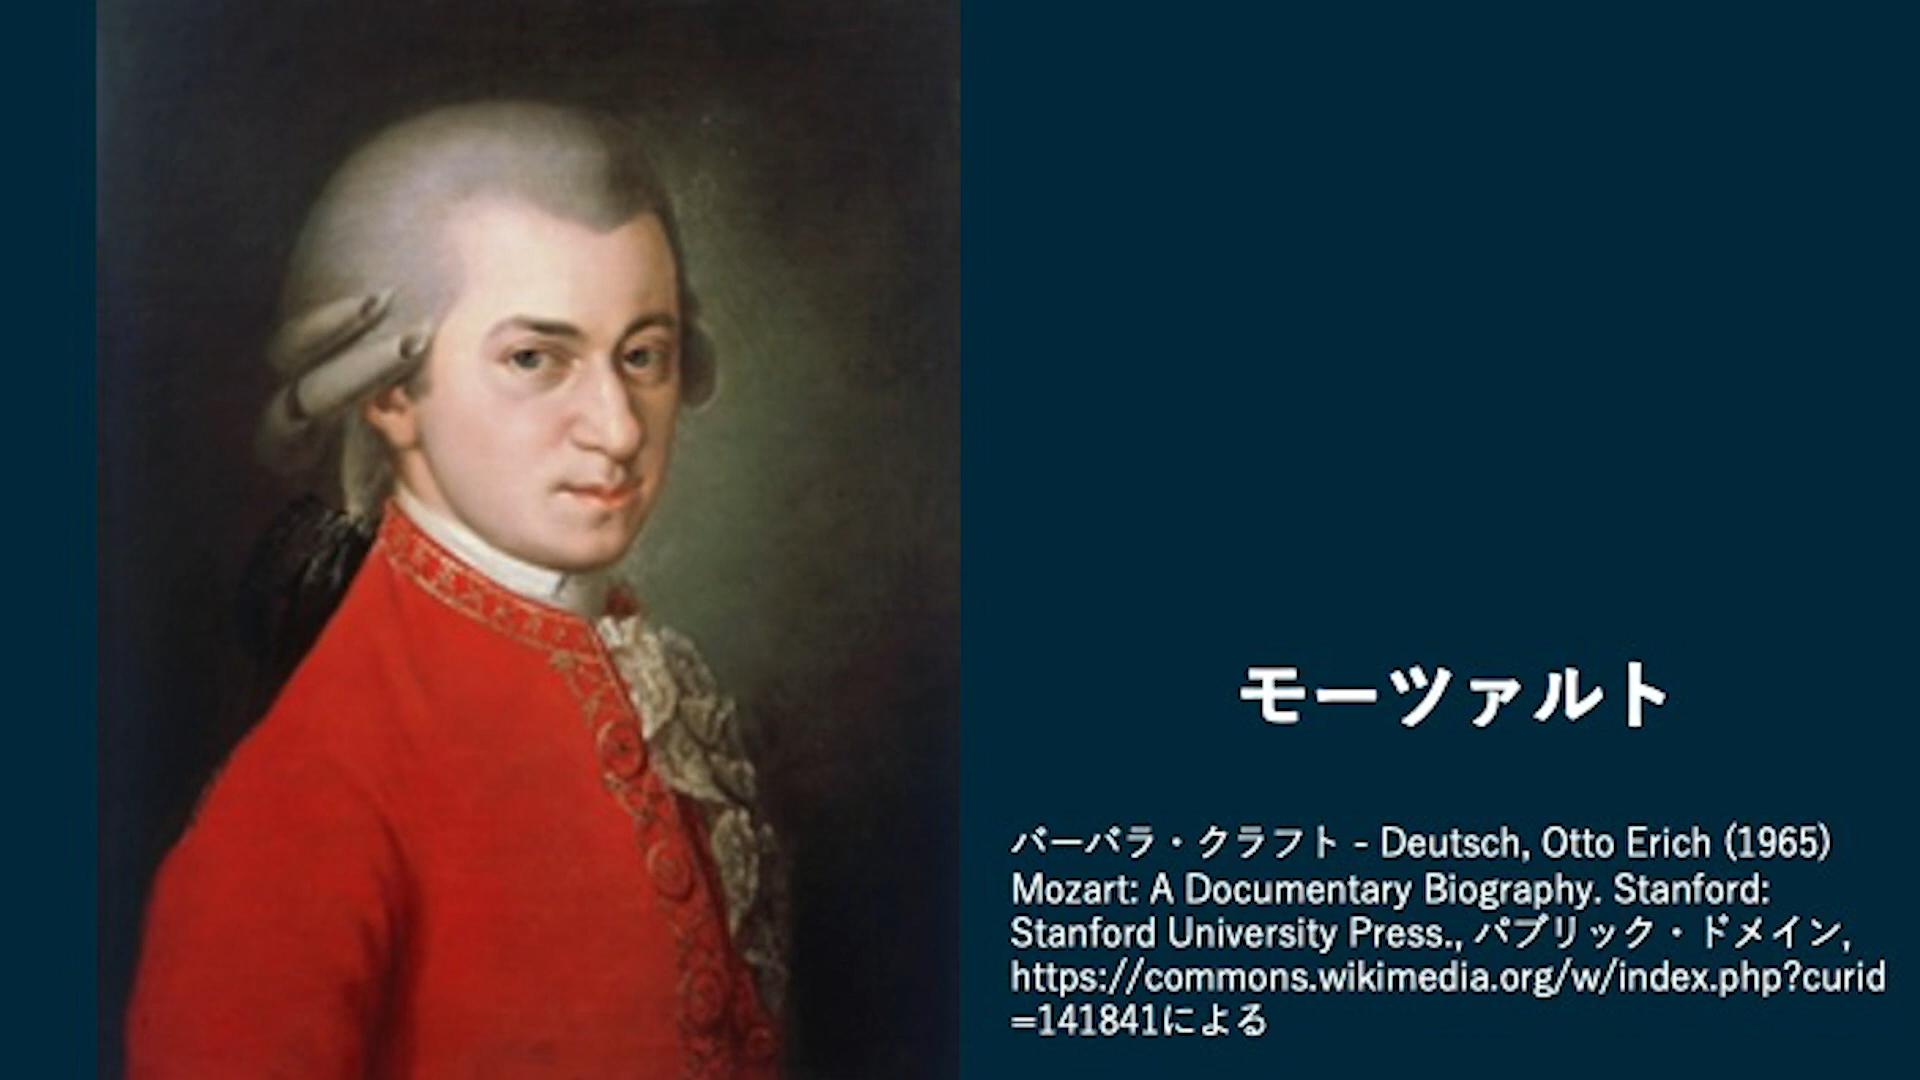 モーツァルト
バーバラ・クラフト - Deutsch, Otto Erich (1965)
Mozart: A Documentary Biography. Stanford:
Stanford University Press., パブリック・ドメイン,
https://commons.wikimedia.org/w/index.php?curid
=141841による